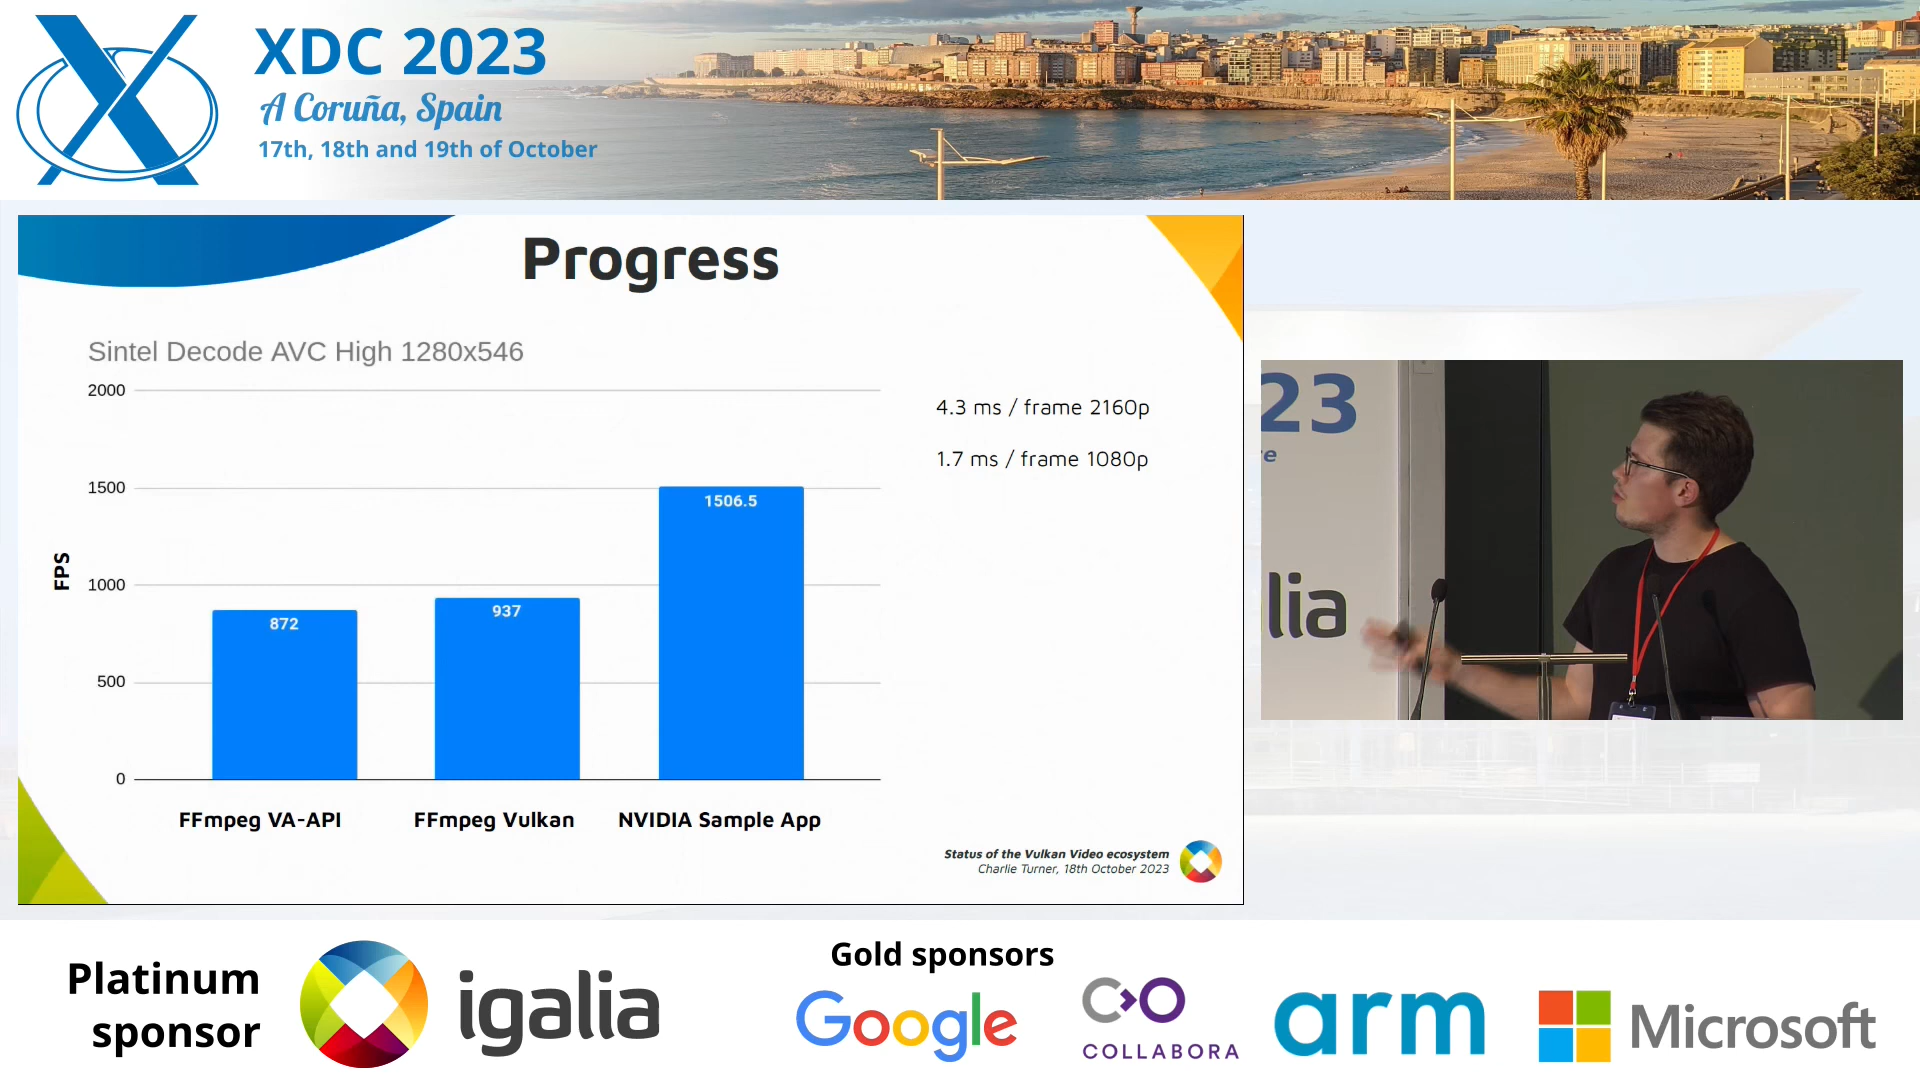 XDC 2023
A Coruña, Spain
17th, 18th and 19th of October
Progress
Sintel Decode AVC High 1280x546
2000
1500
1000
500
0
FPS
872
937
1506.5
FFmpeg VA-API
FFmpeg Vulkan
NVIDIA Sample App
4.3 ms / frame 2160p
1.7 ms / frame 1080p
Status of the Vulkan Video ecosystem
Charlie Turner, 18th October 2023
23
e
lia
Platinum
sponsor
igalia
Gold sponsors
Google
COLLABORA
arm
Microsoft